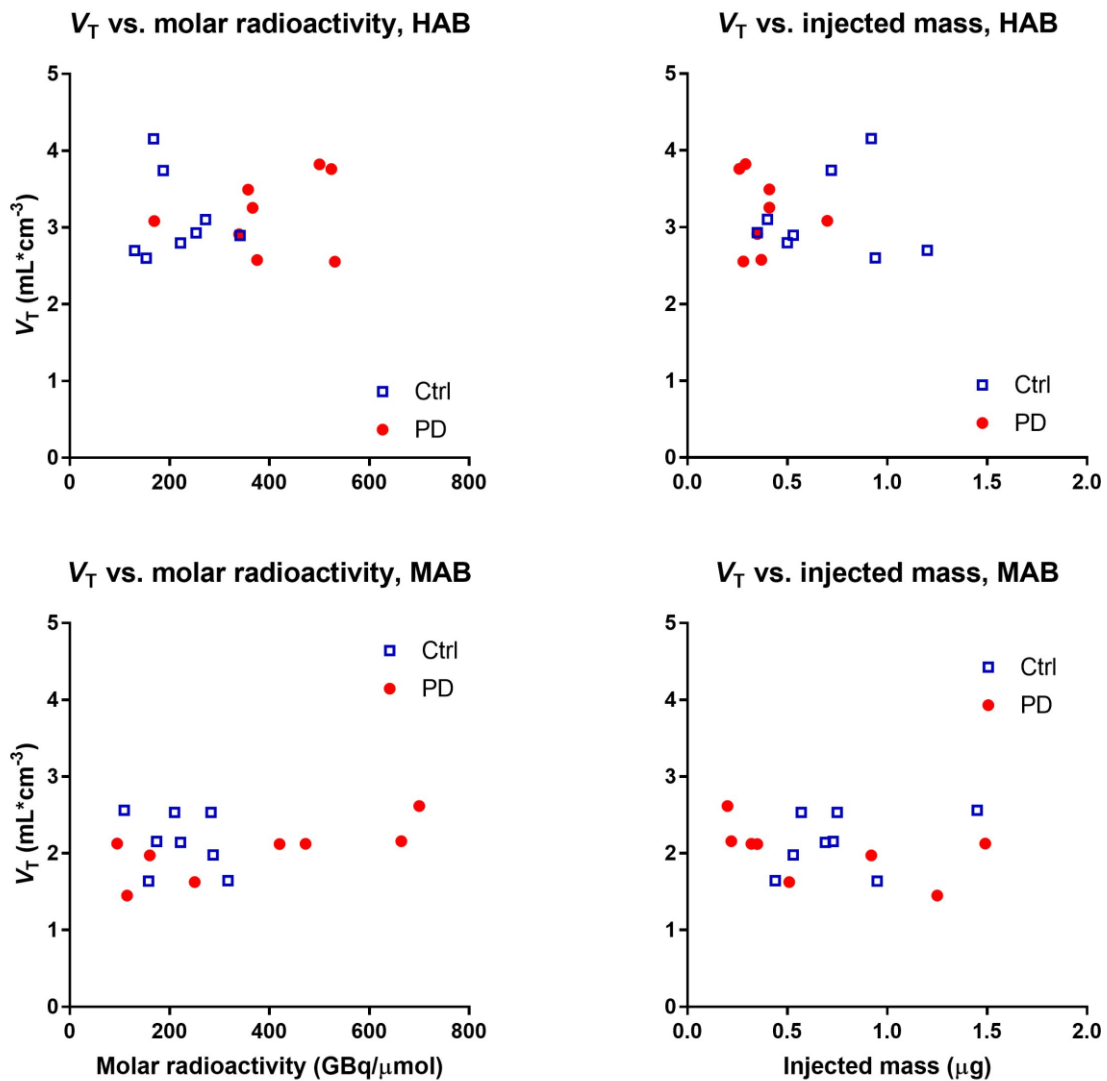 V_T vs. molar radioactivity, HAB
V_T (mL*cm⁻³)
5
4
3
2
1
0
0 200 400 600 800
Ctrl
PD
V_T vs. injected mass, HAB
5
4
3
2
1
0
0.0 0.5 1.0 1.5 2.0
Ctrl
PD
V_T vs. molar radioactivity, MAB
V_T (mL*cm⁻³)
5
4
3
2
1
0
0 200 400 600 800
Molar radioactivity (GBq/μmol)
Ctrl
PD
V_T vs. injected mass, MAB
5
4
3
2
1
0
0.0 0.5 1.0 1.5 2.0
Injected mass (μg)
Ctrl
PD